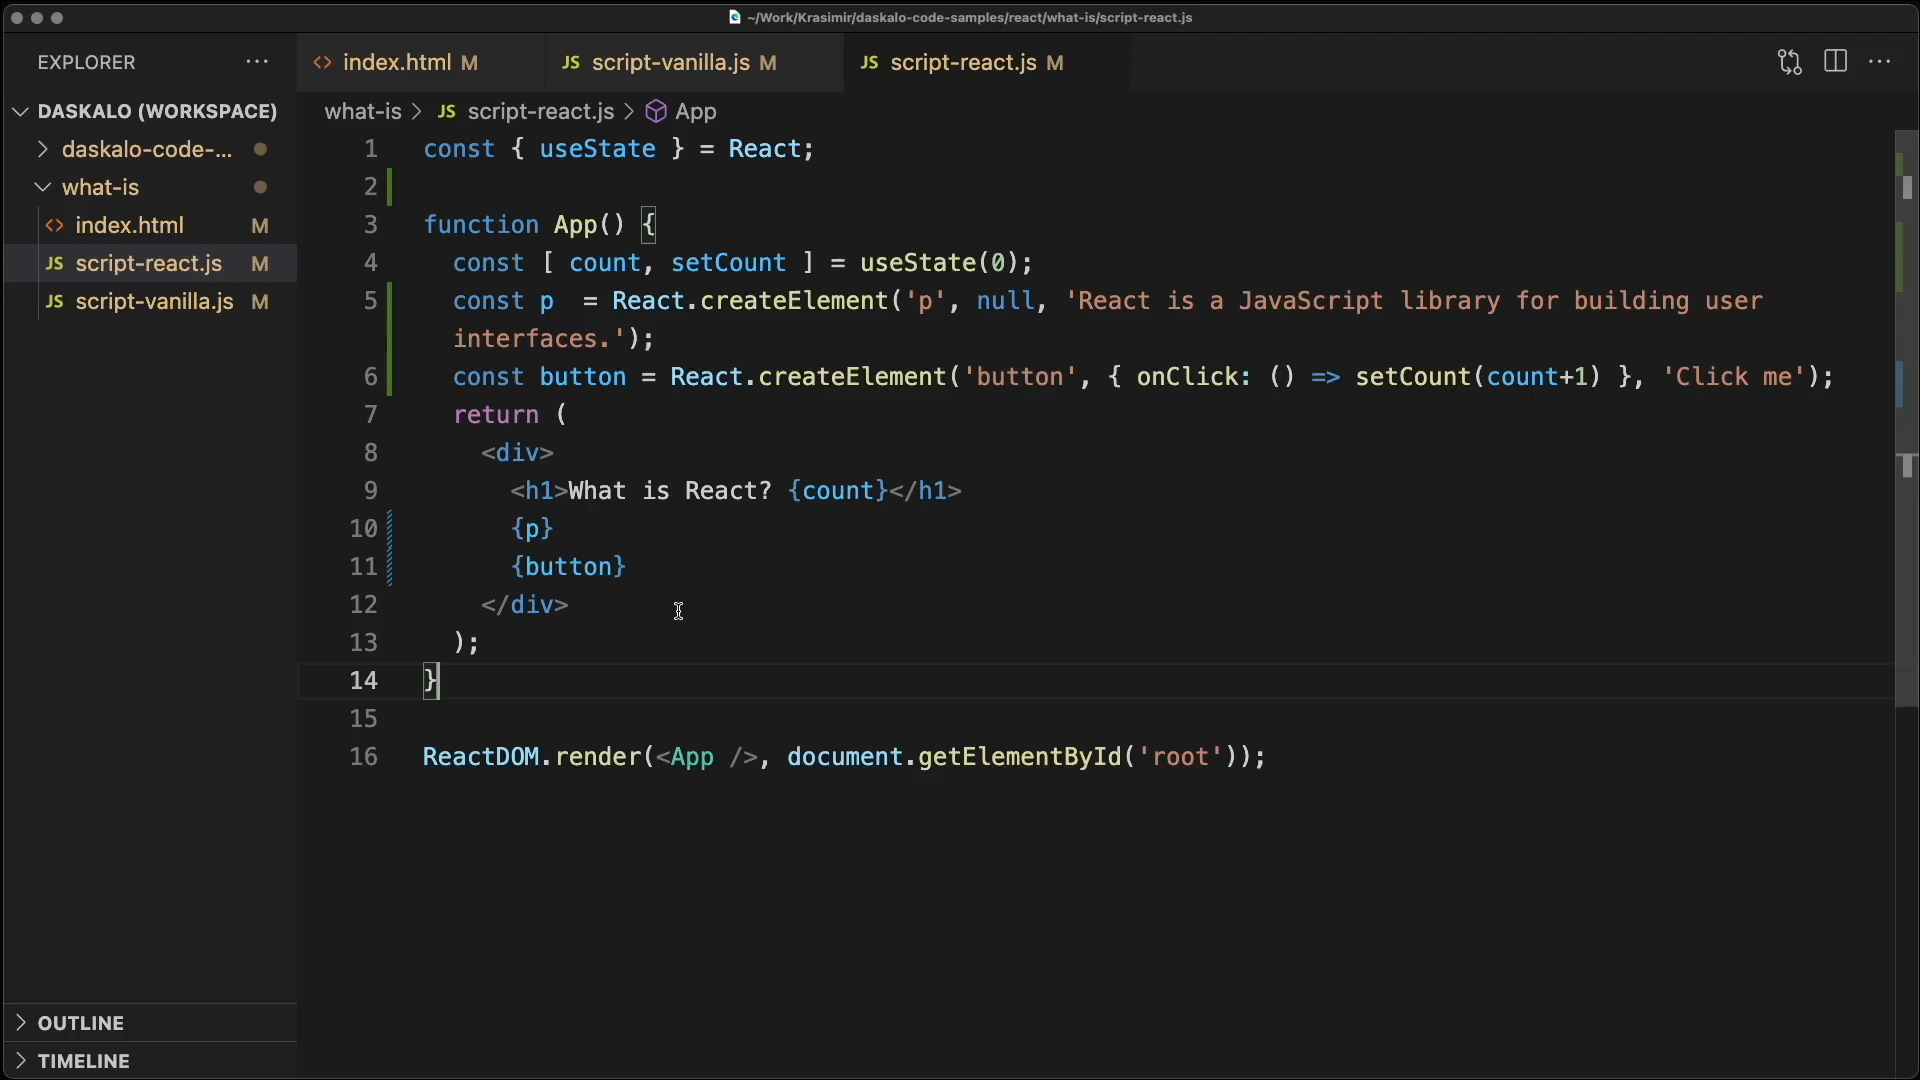 ~/Work/Krasimir/daskalo-code-samples/react/what-is/script-react.js
EXPLORER ···
<> index.html M
JS script-vanilla.js M
JS script-react.js M
···
DASKALO (WORKSPACE)
daskalo-code-...
what-is
<> index.html M
JS script-react.js M
JS script-vanilla.js M
what-is > JS script-react.js > App
1 const { useState } = React;
2
3 function App() {
4   const [ count, setCount ] = useState(0);
5   const p  = React.createElement('p', null, 'React is a JavaScript library for building user
  interfaces.');
6   const button = React.createElement('button', { onClick: () => setCount(count+1) }, 'Click me');
7   return (
8     <div>
9       <h1>What is React? {count}</h1>
10       {p}
11       {button}
12     </div>
13   );
14 }
15
16 ReactDOM.render(<App />, document.getElementById('root'));
OUTLINE
TIMELINE